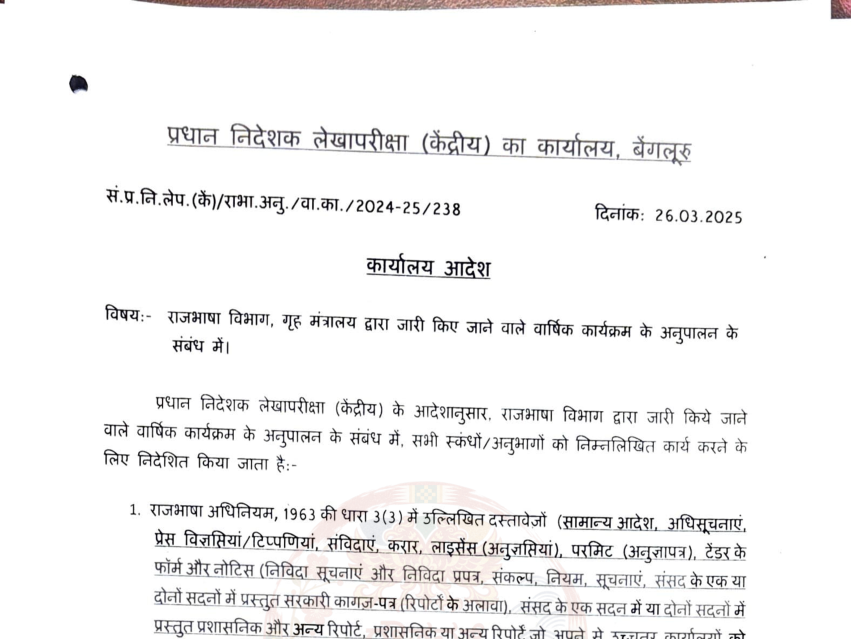 प्रधान निदेशक लेखापरीक्षा (केंद्रीय) का कार्यालय, बेंगलूरु
सं.प्र.नि.लेप.(कें)/राभा.अनु./वा.का./2024-25/238 दिनांक: 26.03.2025
कार्यालय आदेश
विषय:- राजभाषा विभाग, गृह मंत्रालय द्वारा जारी किए जाने वाले वार्षिक कार्यक्रम के अनुपालन के
संबंध में।
प्रधान निदेशक लेखापरीक्षा (केंद्रीय) के आदेशानुसार, राजभाषा विभाग द्वारा जारी किये जाने
वाले वार्षिक कार्यक्रम के अनुपालन के संबंध में, सभी स्कंधों/अनुभागों को निम्नलिखित कार्य करने के
लिए निदेशित किया जाता है:-
1. राजभाषा अधिनियम, 1963 की धारा 3(3) में उल्लिखित दस्तावेजों (सामान्य आदेश, अधिसूचनाएं,
प्रेस विज्ञप्तियां/टिप्पणियां, संविदाएं, करार, लाइसेंस (अनुज्ञप्तियां), परमिट (अनुज्ञापत्र), टेंडर के
फॉर्म और नोटिस (निविदा सूचनाएं और निविदा प्रपत्र, संकल्प, नियम, सूचनाएं, संसद के एक या
दोनों सदनों में प्रस्तुत सरकारी कागज-पत्र (रिपोर्टों के अलावा), संसद के एक सदन में या दोनों सदनों में
प्रस्तुत प्रशासनिक और अन्य रिपोर्ट, प्रशासनिक या अन्य रिपोर्टें जो अपने से उच्चतर कार्यालयों को